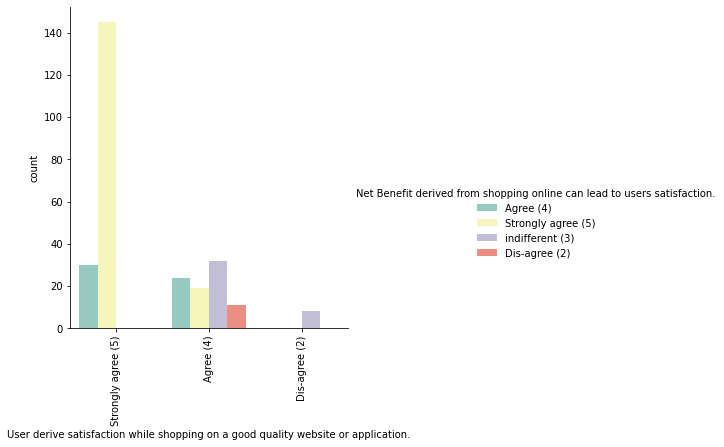 140
120
100
80
60
40
20
0
count
Strongly agree (5)
Agree (4)
Dis-agree (2)
User derive satisfaction while shopping on a good quality website or application.
Net Benefit derived from shopping online can lead to users satisfaction.
Agree (4)
Strongly agree (5)
indifferent (3)
Dis-agree (2)